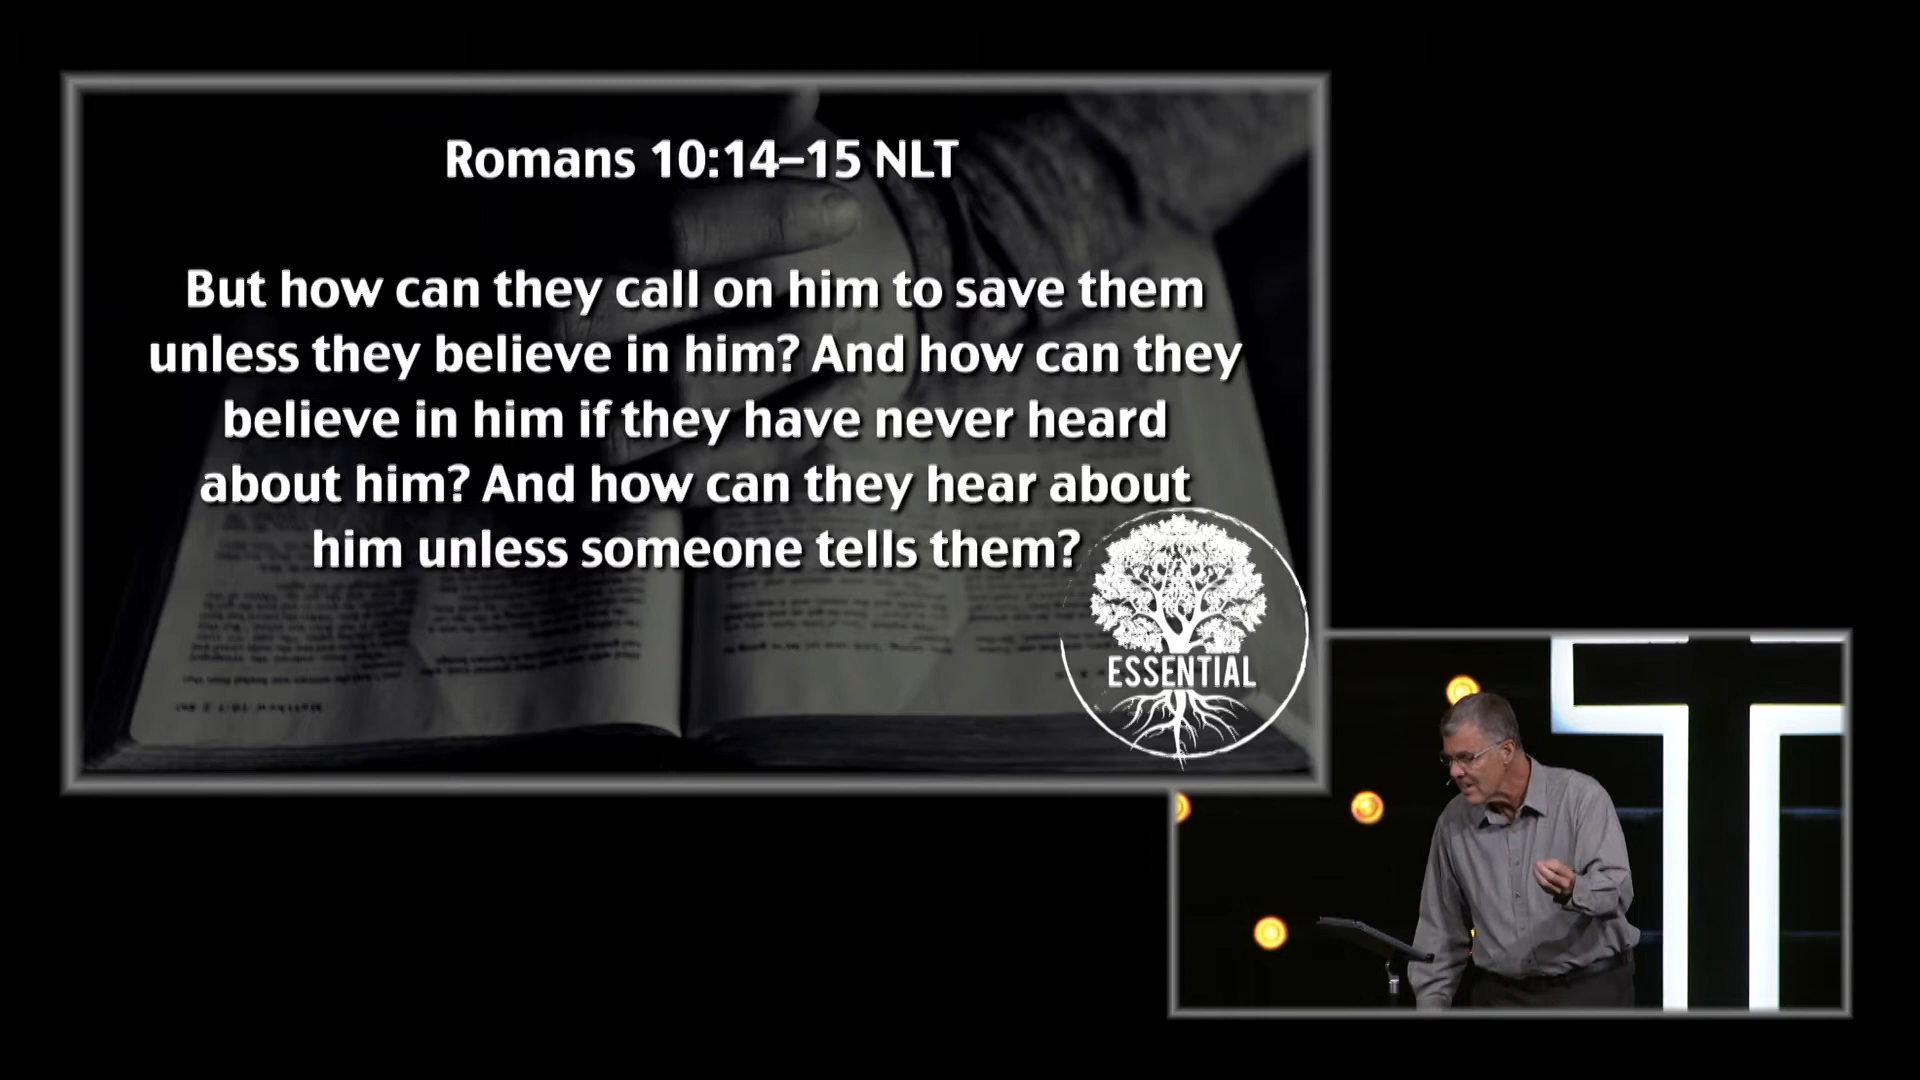 Romans 10:14–15 NLT
But how can they call on him to save them
unless they believe in him? And how can they
believe in him if they have never heard
about him? And how can they hear about
him unless someone tells them?
ESSENTIAL